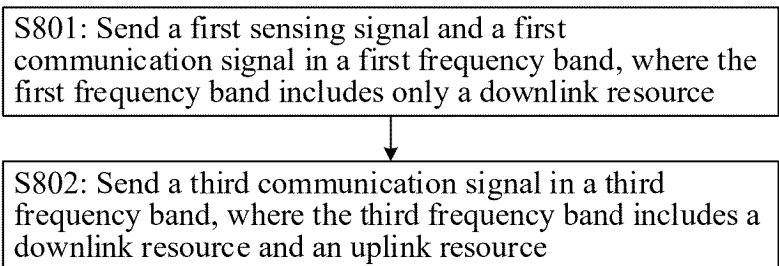 S801: Send a first sensing signal and a first
communication signal in a first frequency band, where the
first frequency band includes only a downlink resource
S802: Send a third communication signal in a third
frequency band, where the third frequency band includes a
downlink resource and an uplink resource